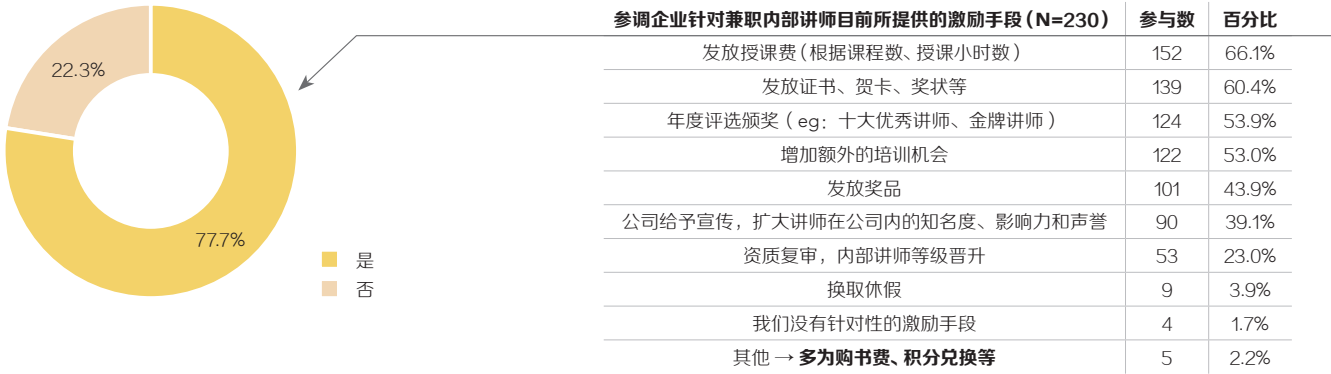 22.3%
77.7%
是
否
参调企业针对兼职内部讲师目前所提供的激励手段(N=230) 参与数 百分比
发放授课费(根据课程数、授课小时数) 152 66.1%
发放证书、贺卡、奖状等 139 60.4%
年度评选颁奖(eg:十大优秀讲师、金牌讲师) 124 53.9%
增加额外的培训机会 122 53.0%
发放奖品 101 43.9%
公司给予宣传,扩大讲师在公司内的知名度、影响力和声誉 90 39.1%
资质复审,内部讲师等级晋升 53 23.0%
换取休假 9 3.9%
我们没有针对性的激励手段 4 1.7%
其他 → 多为购书费、积分兑换等 5 2.2%